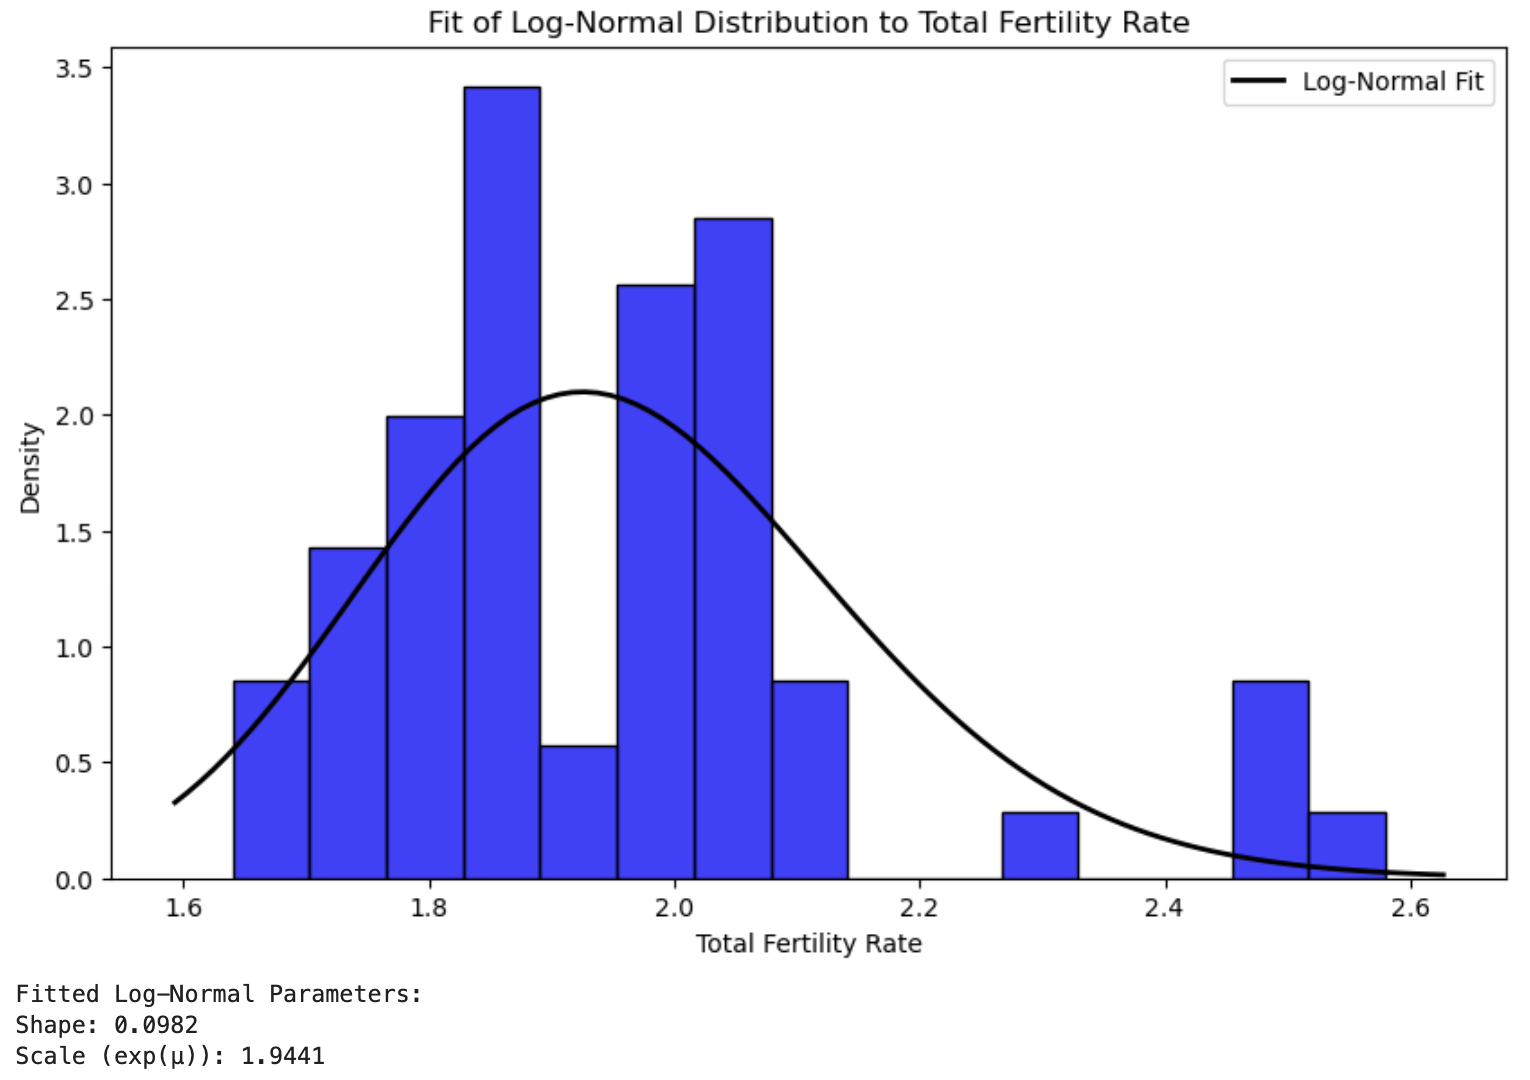 Fit of Log-Normal Distribution to Total Fertility Rate
Log-Normal Fit
3.5
3.0
2.5
2.0
1.5
1.0
0.5
0.0
Density
1.6 1.8 2.0 2.2 2.4 2.6
Total Fertility Rate
Fitted Log-Normal Parameters:
Shape: 0.0982
Scale (exp(μ)): 1.9441